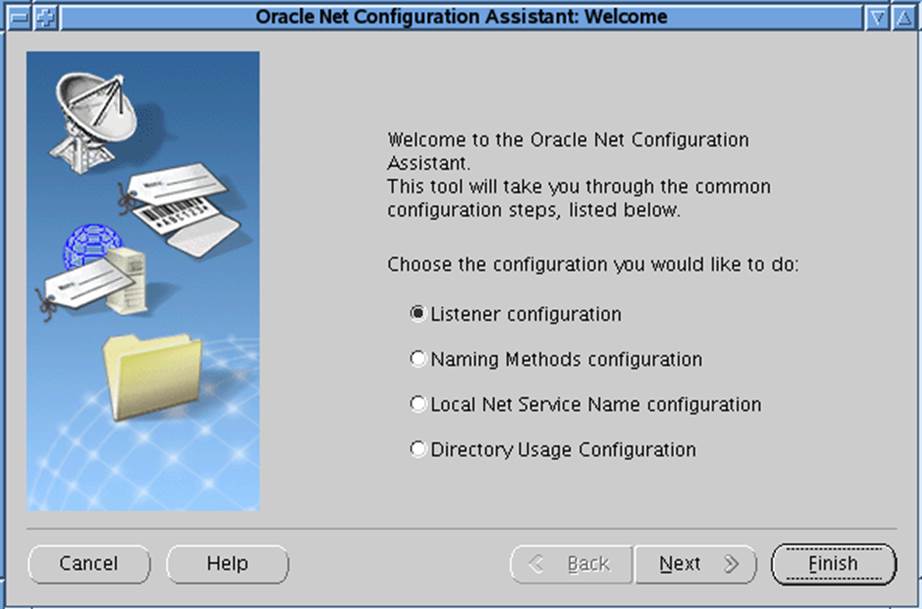 Oracle Net Configuration Assistant: Welcome
Welcome to the Oracle Net Configuration
Assistant.
This tool will take you through the common
configuration steps, listed below.
Choose the configuration you would like to do:
Listener configuration
Naming Methods configuration
Local Net Service Name configuration
Directory Usage Configuration
Cancel
Help
Back
Next
Finish